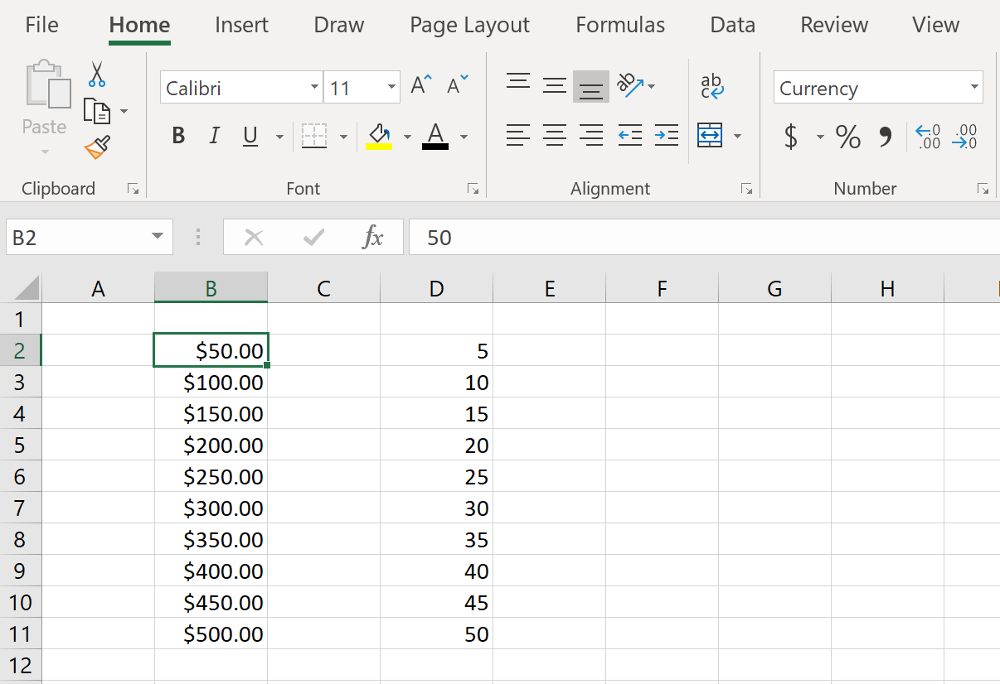 File Home Insert Draw Page Layout Formulas Data Review View
Calibri 11 A A ab ab c Currency
Paste B I U A $ % , .0 .00 .00 .0
Clipboard Font Alignment Number
B2 fx 50
A B C D E F G H
1
2 $50.00 5
3 $100.00 10
4 $150.00 15
5 $200.00 20
6 $250.00 25
7 $300.00 30
8 $350.00 35
9 $400.00 40
10 $450.00 45
11 $500.00 50
12